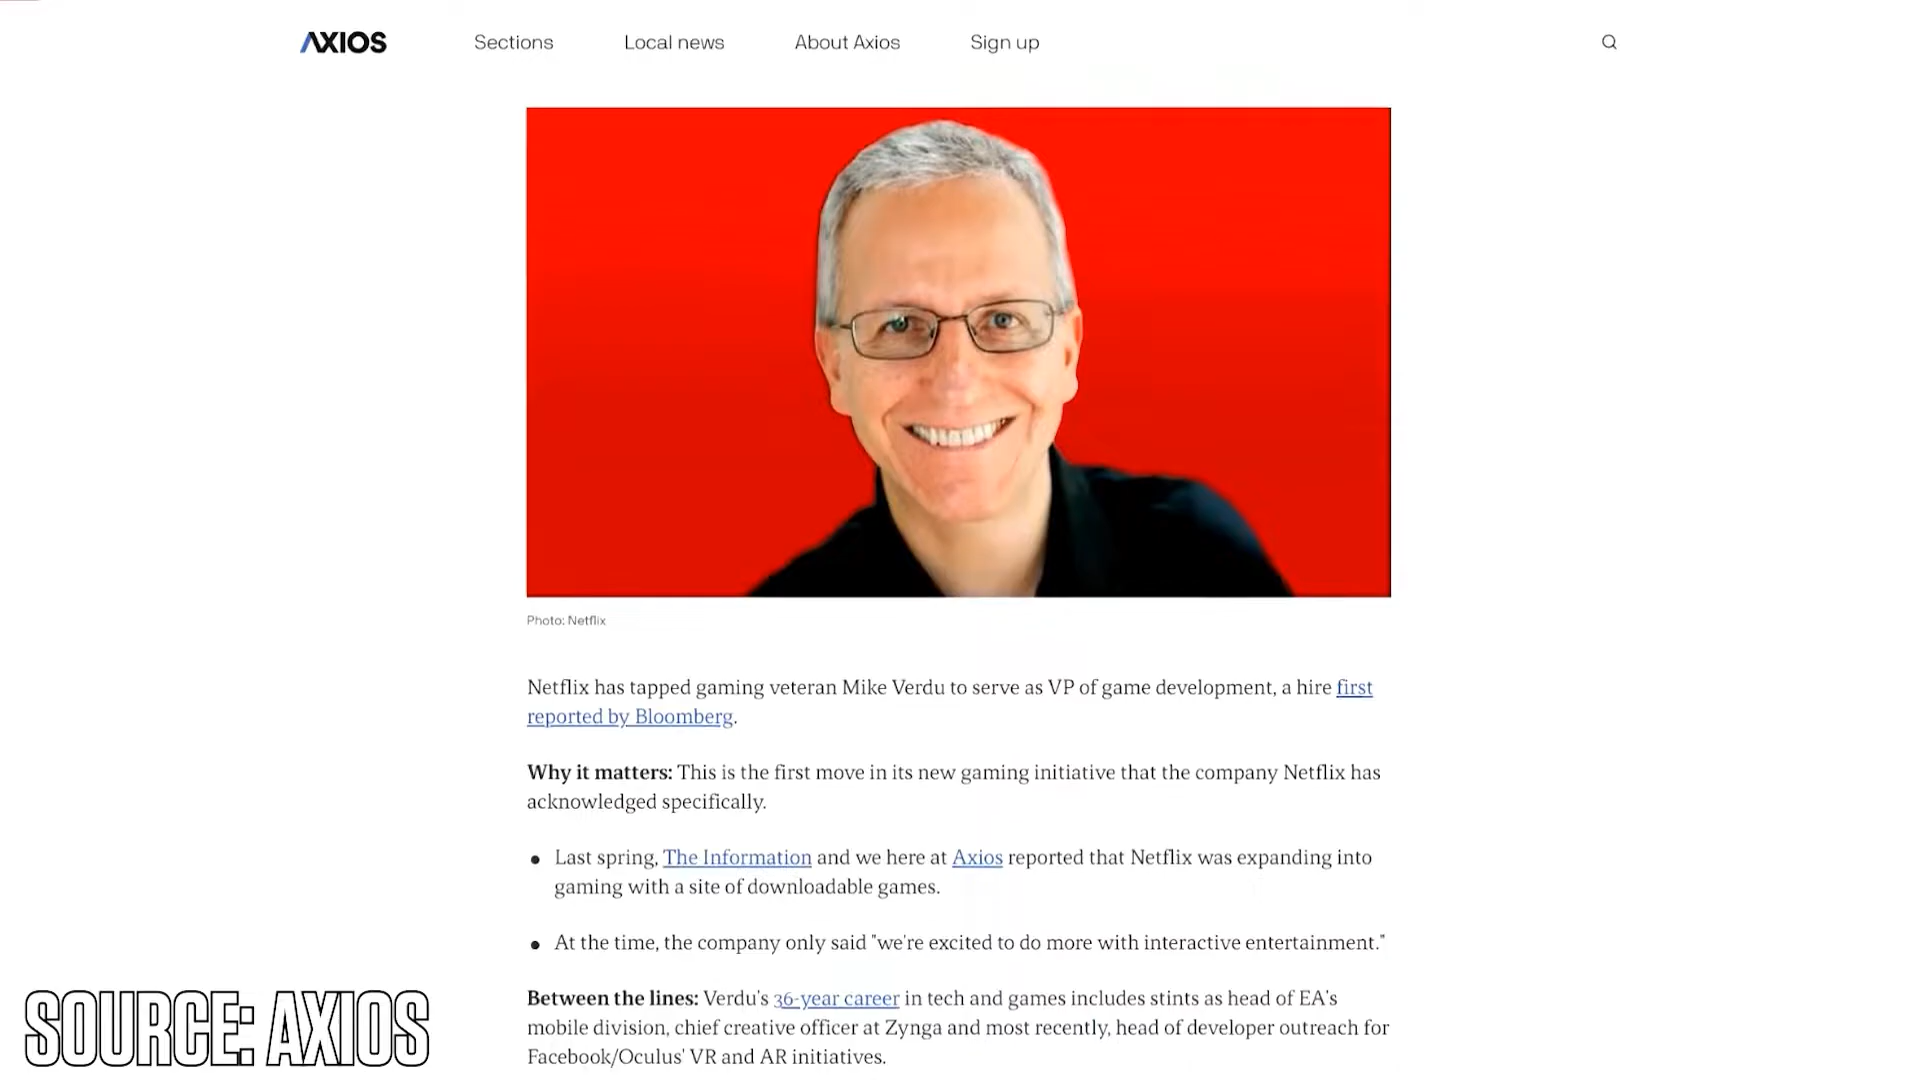 AXIOS Sections Local news About Axios Sign up
Photo: Netflix
Netflix has tapped gaming veteran Mike Verdu to serve as VP of game development, a hire first
reported by Bloomberg.
Why it matters: This is the first move in its new gaming initiative that the company Netflix has
acknowledged specifically.
• Last spring, The Information and we here at Axios reported that Netflix was expanding into
gaming with a site of downloadable games.
• At the time, the company only said "we're excited to do more with interactive entertainment."
Between the lines: Verdu's 36-year career in tech and games includes stints as head of EA's
mobile division, chief creative officer at Zynga and most recently, head of developer outreach for
Facebook/Oculus' VR and AR initiatives.
SOURCE: AXIOS